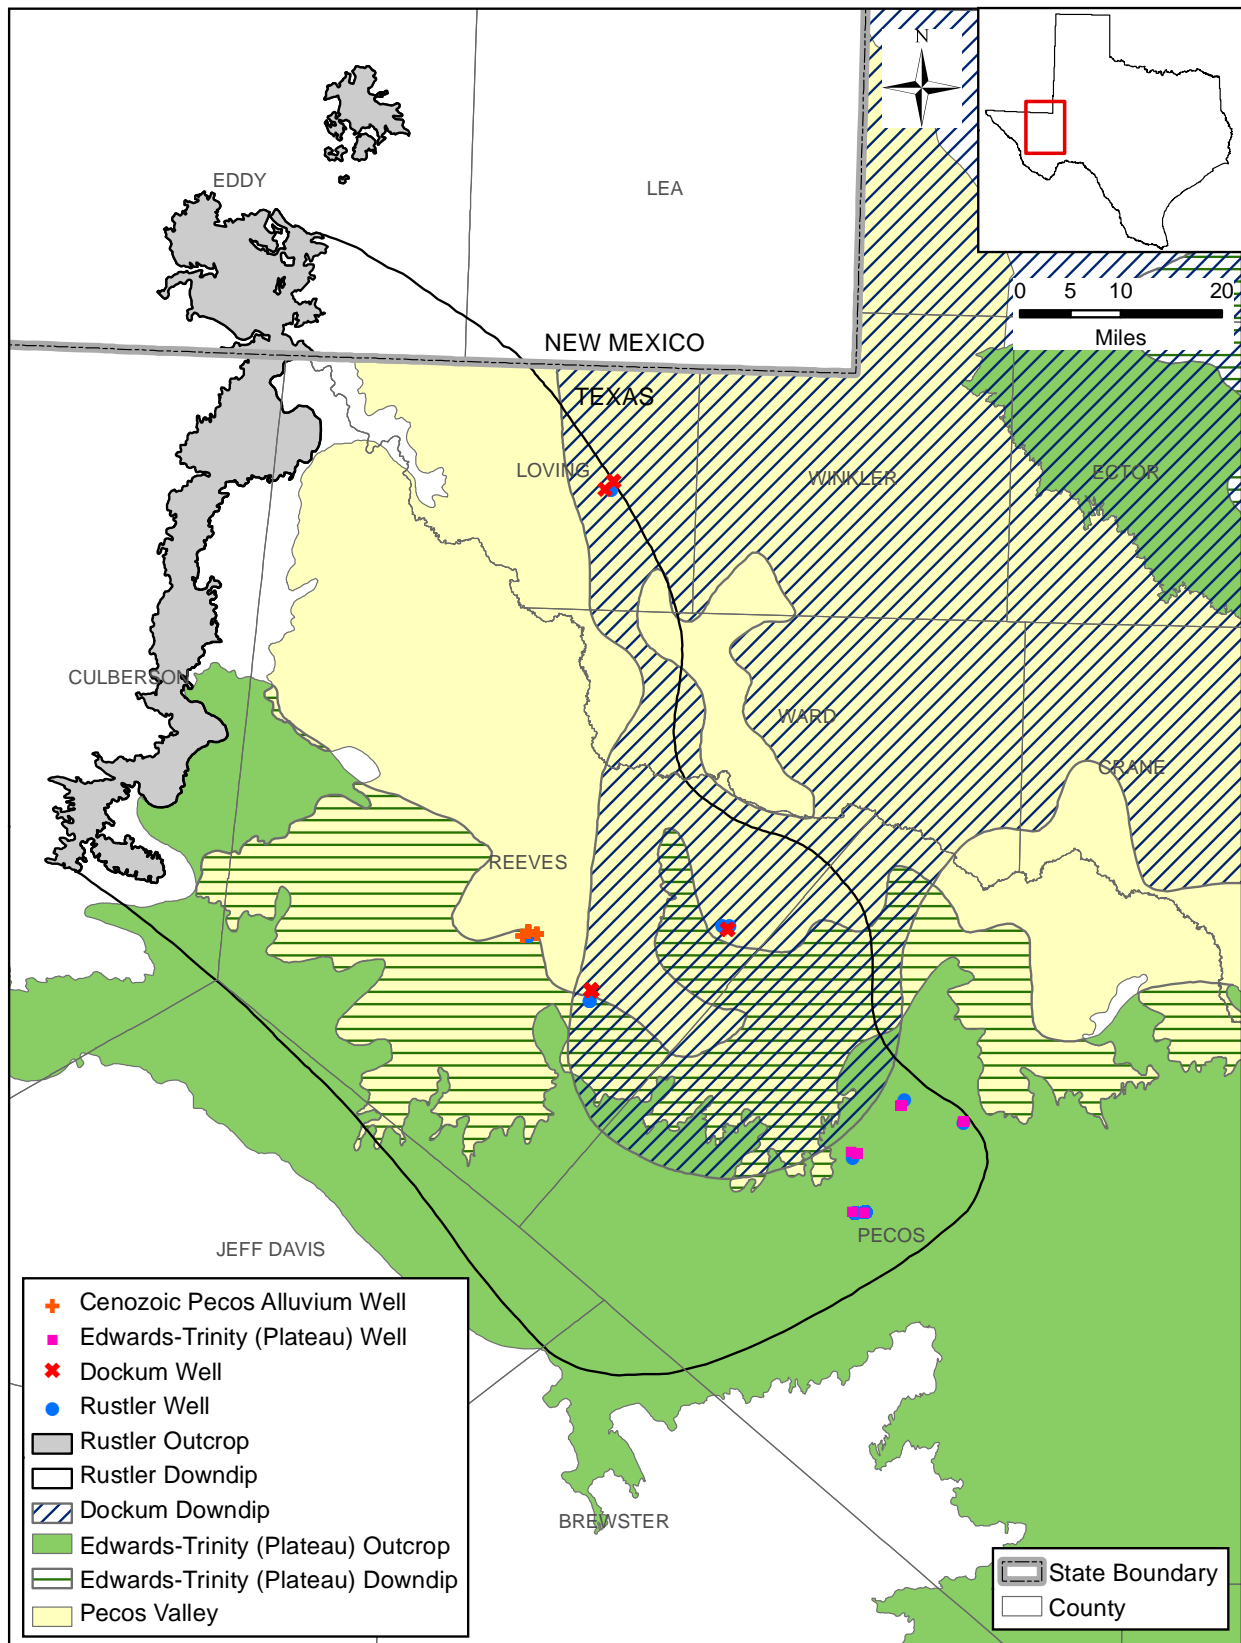 N
EDDY
LEA
0 5 10 20
Miles
NEW MEXICO
TEXAS
LOVING
WINKLER
ECTOR
CULBERSON
WARD
CRANE
REEVES
PECOS
JEFF DAVIS
BREWSTER
Cenozoic Pecos Alluvium Well
Edwards-Trinity (Plateau) Well
Dockum Well
Rustler Well
Rustler Outcrop
Rustler Downdip
Dockum Downdip
Edwards-Trinity (Plateau) Outcrop
Edwards-Trinity (Plateau) Downdip
Pecos Valley
State Boundary
County